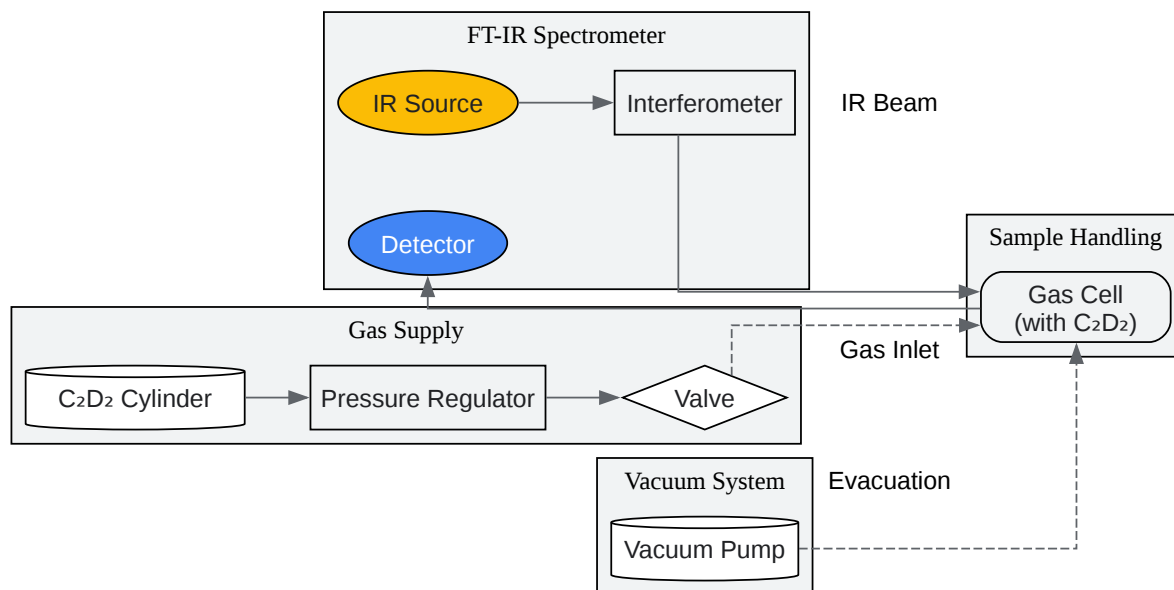 FT-IR Spectrometer
IR Source
Interferometer
IR Beam
Detector
Sample Handling
Gas Cell
(with C₂D₂)
Gas Supply
Gas Inlet
C₂D₂ Cylinder
Pressure Regulator
Valve
Vacuum System
Evacuation
Vacuum Pump